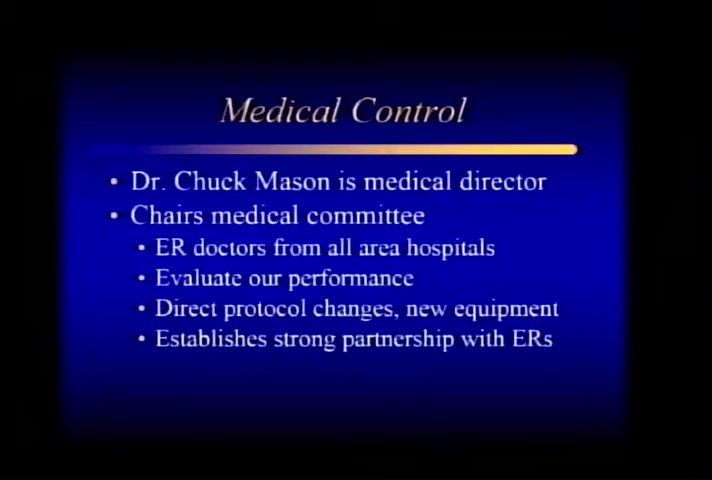 Medical Control
• Dr. Chuck Mason is medical director
• Chairs medical committee
• ER doctors from all area hospitals
• Evaluate our performance
• Direct protocol changes, new equipment
• Establishes strong partnership with ERs